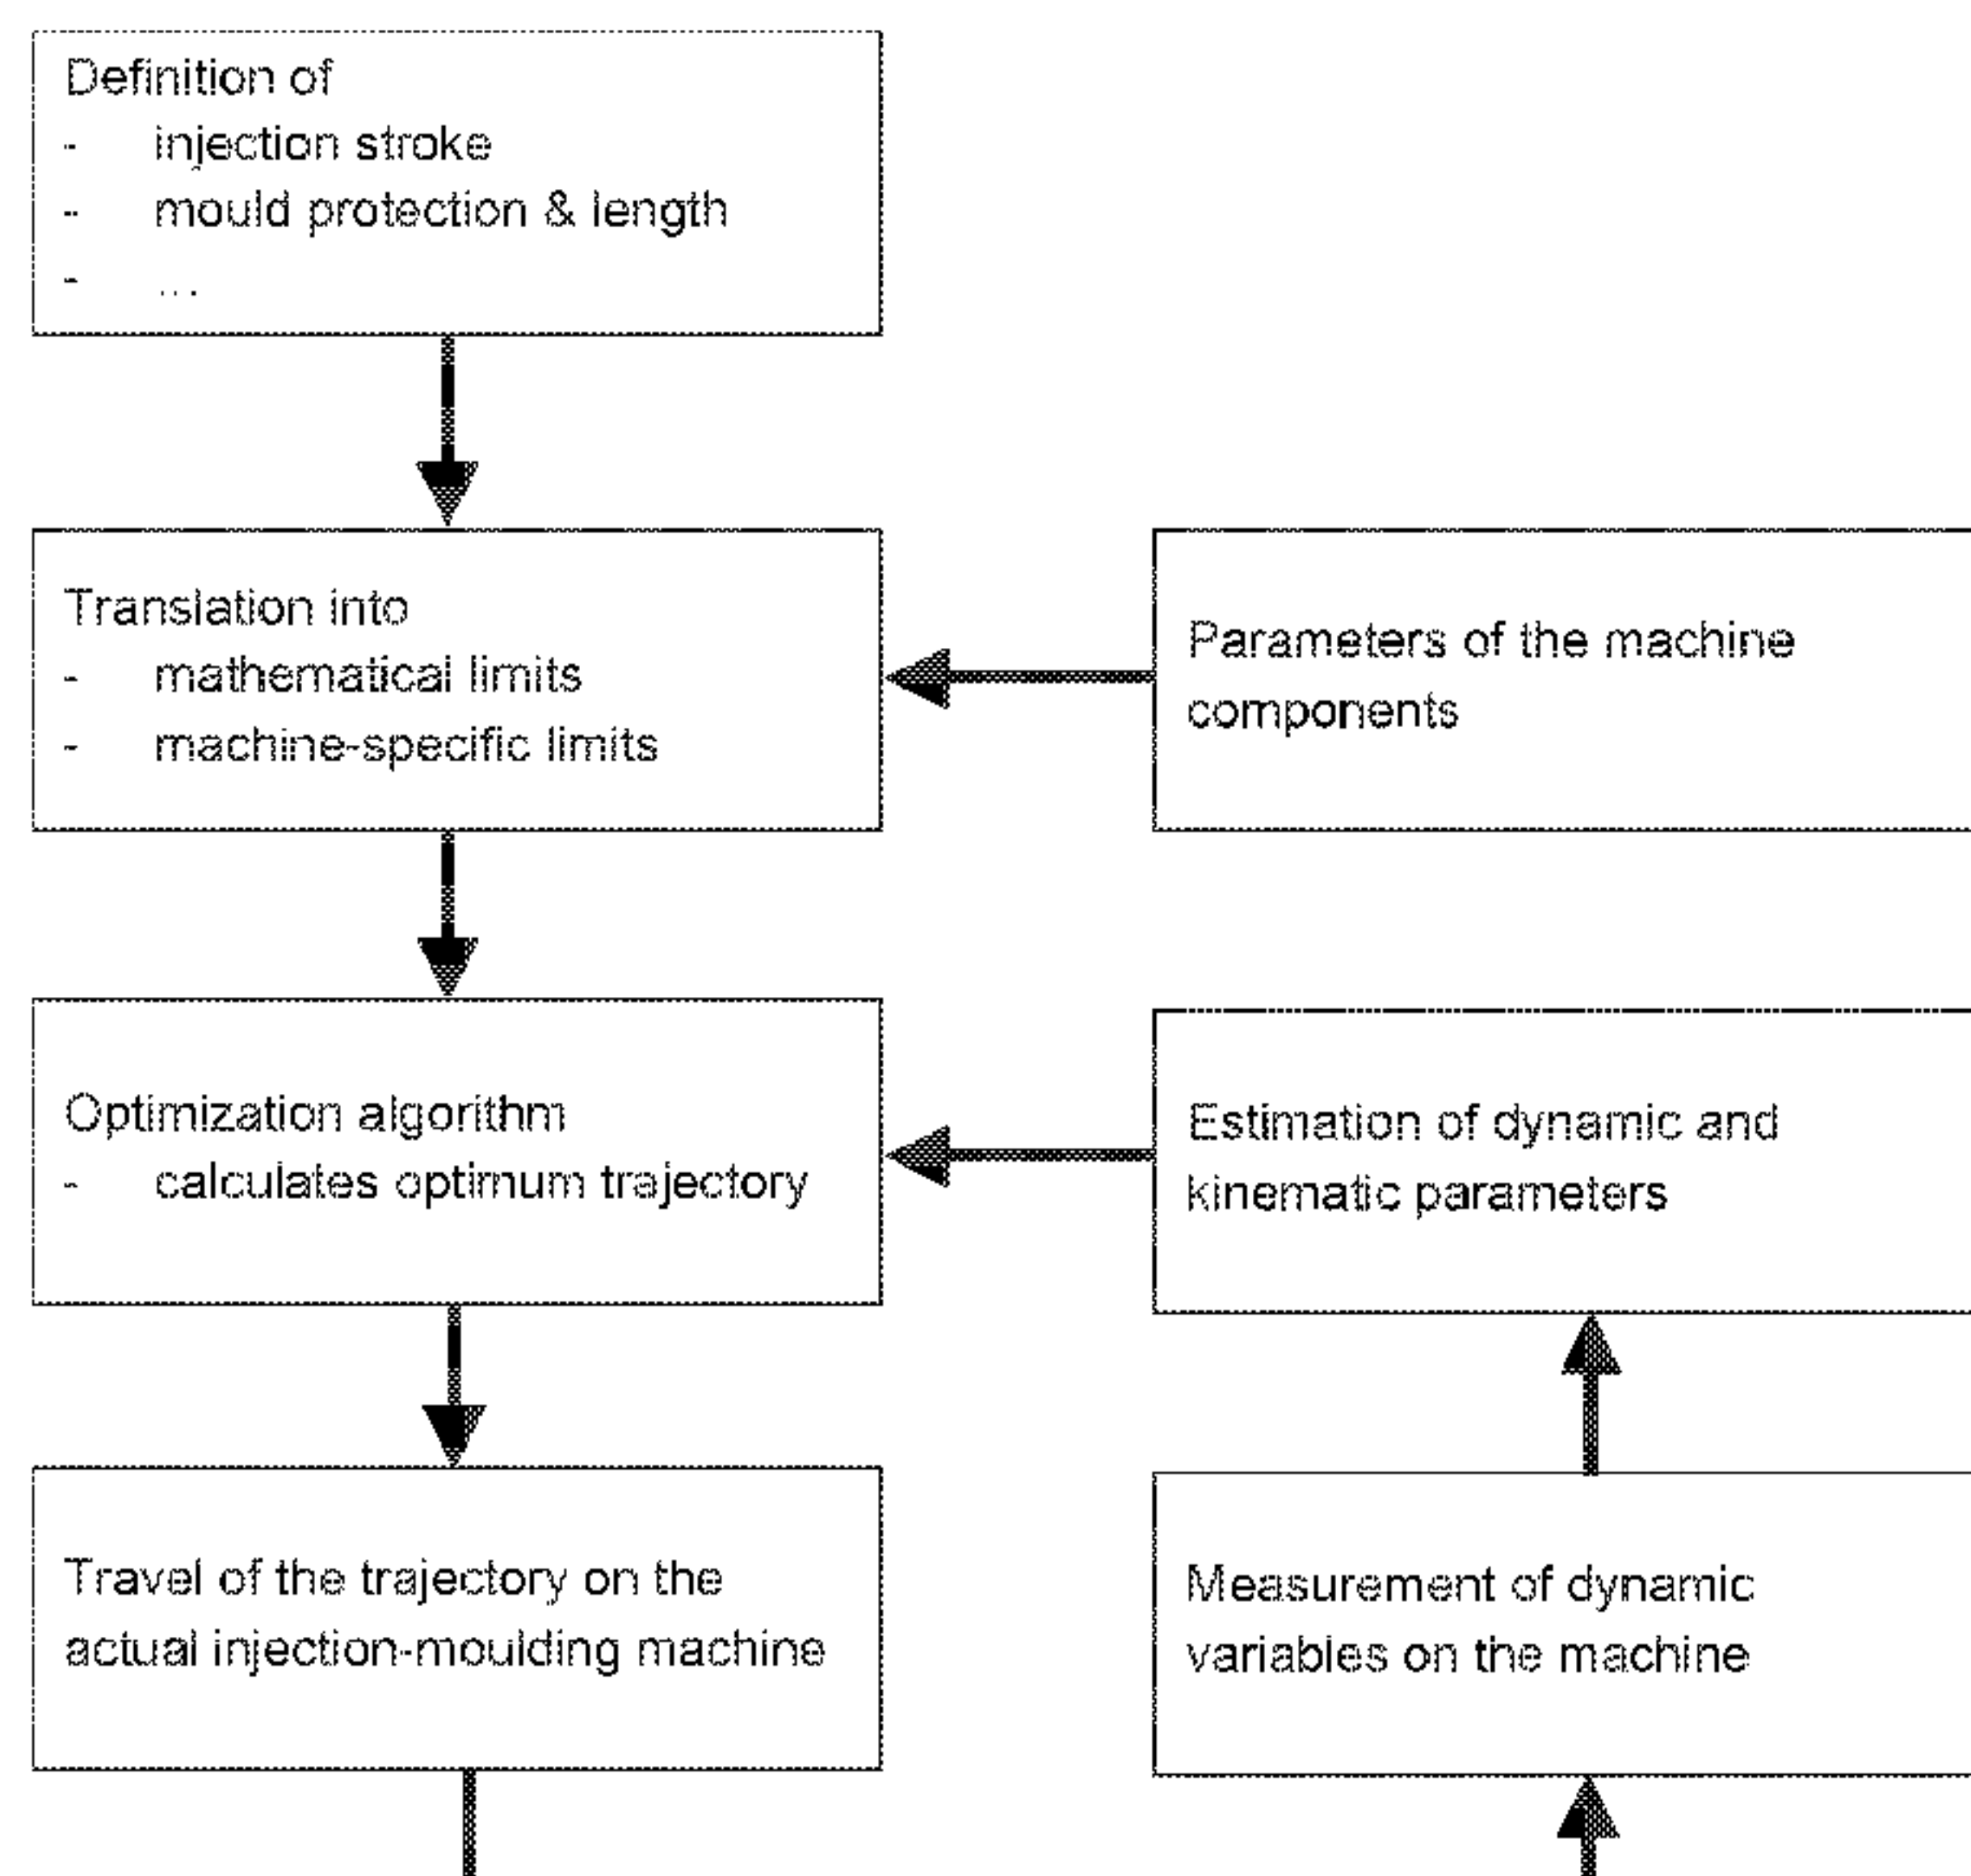 Definition of
- injection stroke
- mould protection & length
- ...
Translation into
- mathematical limits
- machine-specific limits
Parameters of the machine
components
Optimization algorithm
- calculates optimum trajectory
Estimation of dynamic and
kinematic parameters
Travel of the trajectory on the
actual injection-moulding machine
Measurement of dynamic
variables on the machine